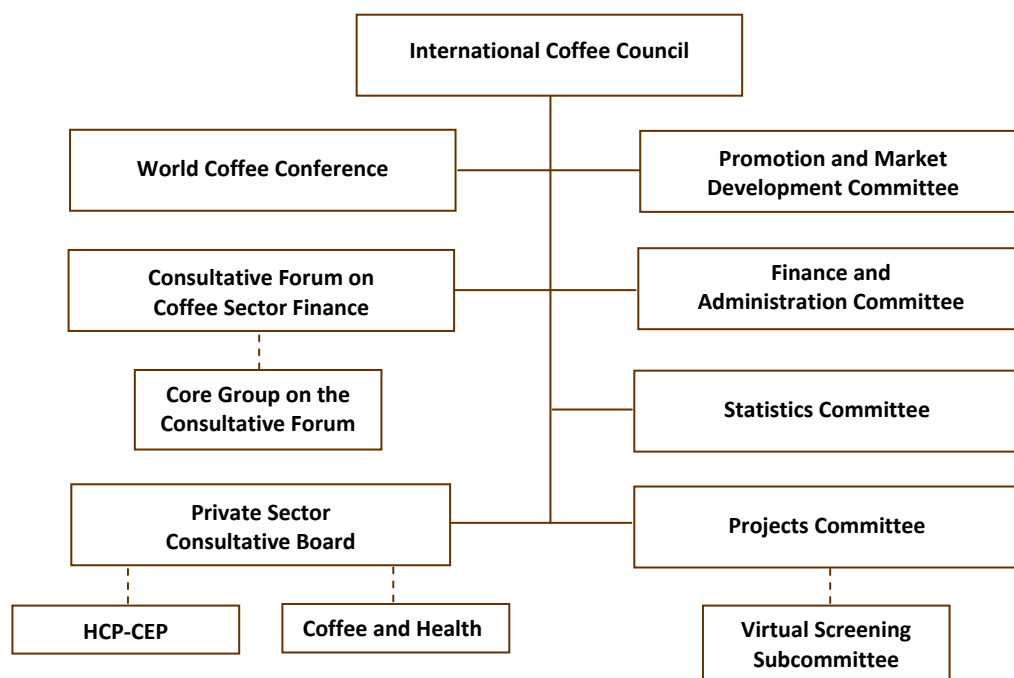 International Coffee Council
World Coffee Conference
Promotion and Market
Development Committee
Consultative Forum on
Coffee Sector Finance
Finance and
Administration Committee
Core Group on the
Consultative Forum
Statistics Committee
Private Sector
Consultative Board
Projects Committee
HCP-CEP
Coffee and Health
Virtual Screening
Subcommittee